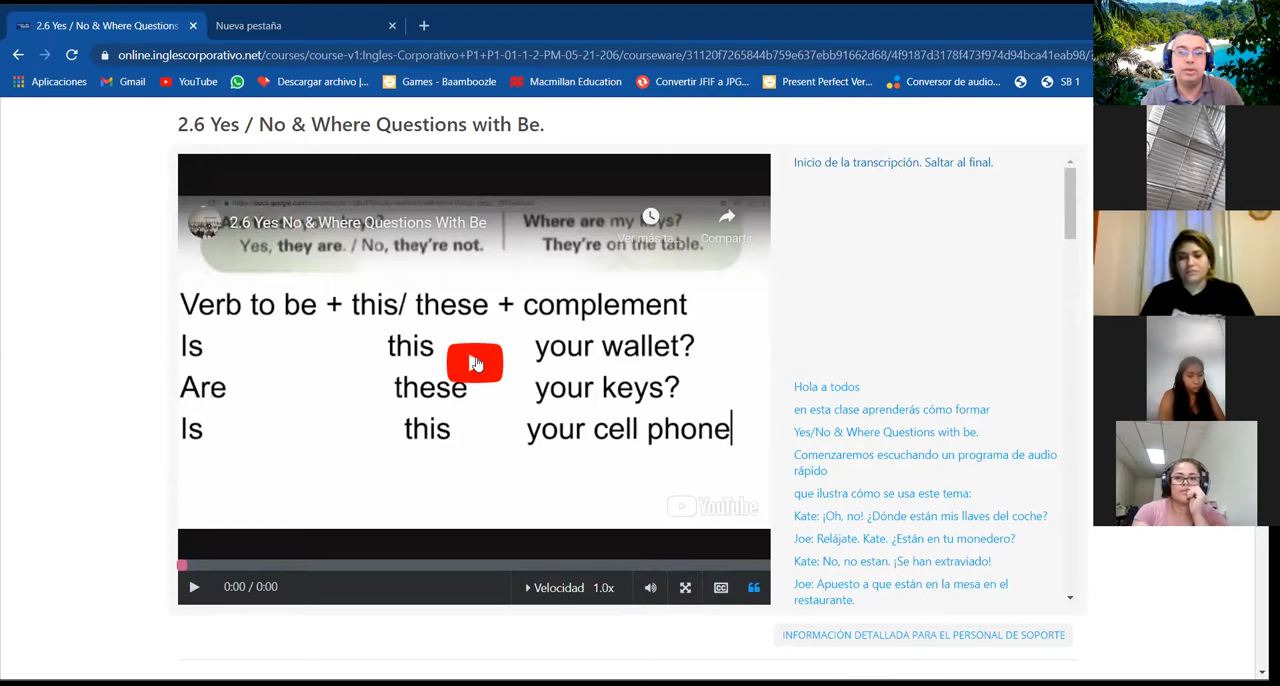 2.6 Yes / No & Where Questions
Nueva pestaña
online.inglescorporativo.net/courses/course-v1:Ingles-Corporativo+P1+P1-01-1-2-PM-05-21-206/courseware/31120f7265844b759e637ebb91662d68/4f9187d3178f473f974d94bca41eab98/
Aplicaciones
Gmail
YouTube
Descargar archivo |...
Games - Baamboozle
Macmillan Education
Convertir JFIF a JPG...
Present Perfect Ver...
Conversor de audio...
SB 1
2.6 Yes / No & Where Questions with Be.
2.6 Yes No & Where Questions With Be
Yes, they are. / No, they're not.
Where are my keys?
They're on the table.
Ver más ta...
Compartir
Verb to be + this/ these + complement
Is this your wallet?
Are these your keys?
Is this your cell phone
YouTube
0:00 / 0:00
Velocidad 1.0x
CC
Inicio de la transcripción. Saltar al final.
Hola a todos
en esta clase aprenderás cómo formar
Yes/No & Where Questions with be.
Comenzaremos escuchando un programa de audio
rápido
que ilustra cómo se usa este tema:
Kate: ¡Oh, no! ¿Dónde están mis llaves del coche?
Joe: Relájate. Kate. ¿Están en tu monedero?
Kate: No, no estan. ¡Se han extraviado!
Joe: Apuesto a que están en la mesa en el
restaurante.
INFORMACIÓN DETALLADA PARA EL PERSONAL DE SOPORTE